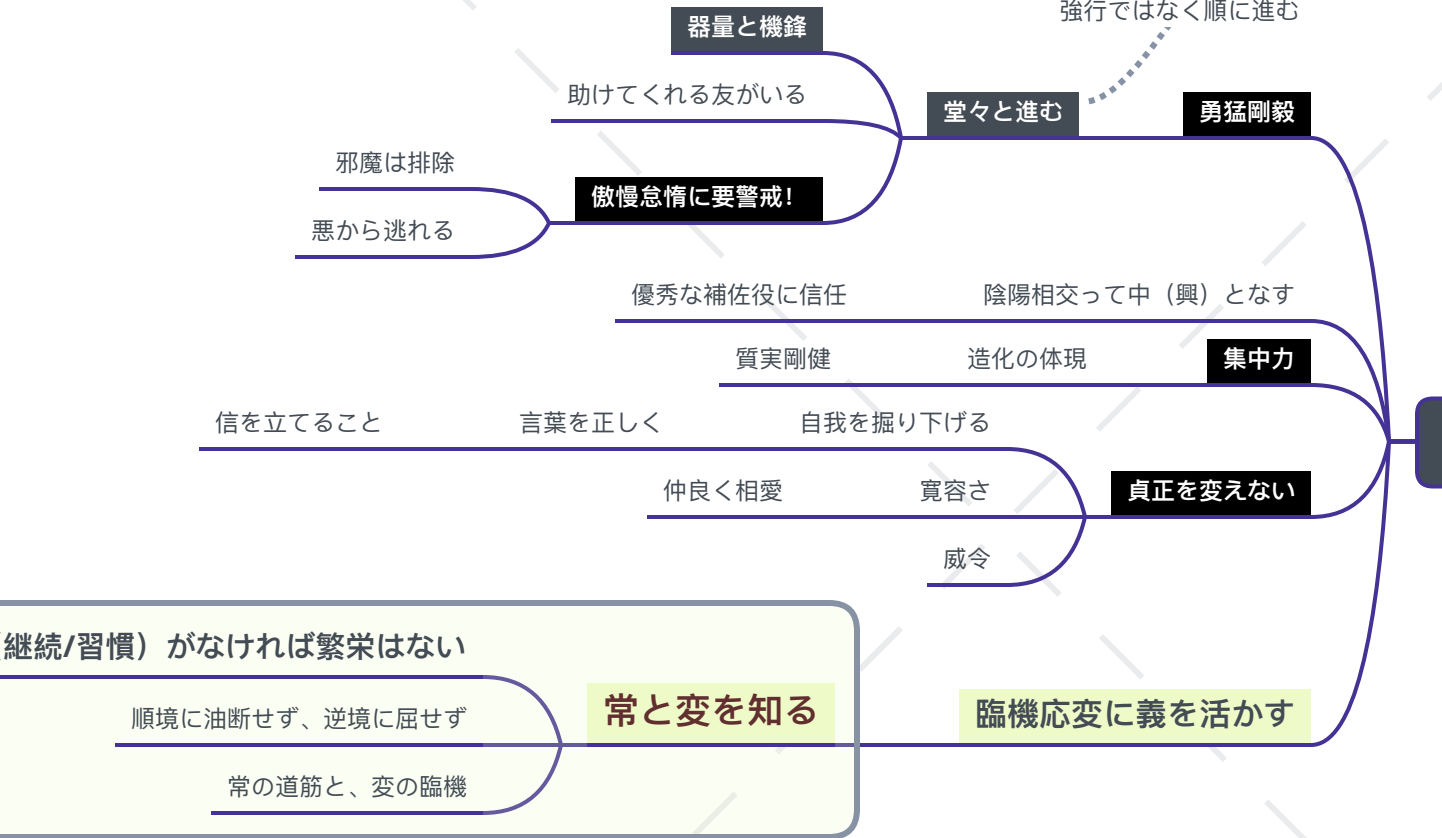 強行ではなく順に進む
勇猛剛毅
堂々と進む
器量と機鋒
助けてくれる友がいる
傲慢怠惰に要警戒！
邪魔は排除
悪から逃れる
陰陽相交って中（興）となす
優秀な補佐役に信任
集中力
造化の体現
質実剛健
貞正を変えない
自我を掘り下げる
言葉を正しく
信を立てること
寛容さ
仲良く相愛
威令
臨機応変に義を活かす
常と変を知る
（継続/習慣）がなければ繁栄はない
順境に油断せず、逆境に屈せず
常の道筋と、変の臨機